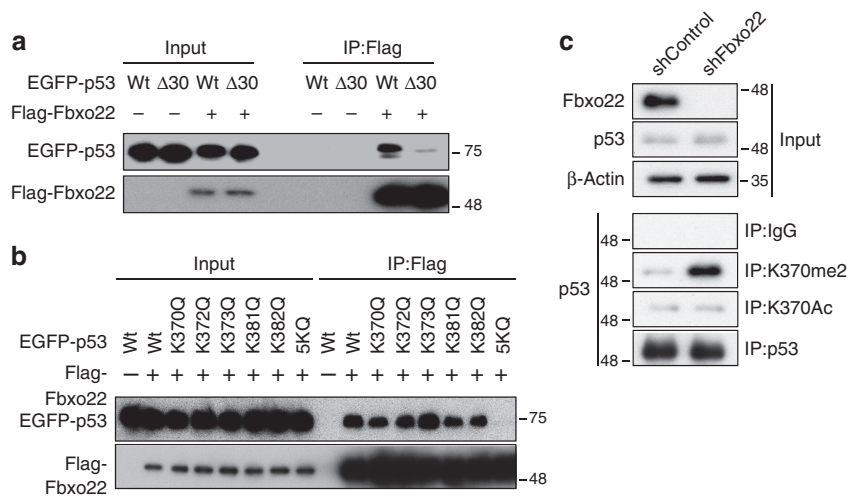 a
Input IP:Flag
EGFP-p53 Wt Δ30 Wt Δ30 Wt Δ30 Wt Δ30
Flag-Fbxo22 – – + + – – + +
EGFP-p53 75
Flag-Fbxo22 48
b
Input IP:Flag
EGFP-p53 Wt Wt K370Q K372Q K373Q K381Q K382Q 5KQ Wt Wt K370Q K372Q K373Q K381Q K382Q 5KQ
Flag-Fbxo22 – + + + + + + + – + + + + + + +
EGFP-p53 75
Flag-Fbxo22 48
c
shControl shFbxo22
Fbxo22 48
p53 48
β-Actin 35
Input
p53
48 IP:IgG
48 IP:K370me2
48 IP:K370Ac
48 IP:p53